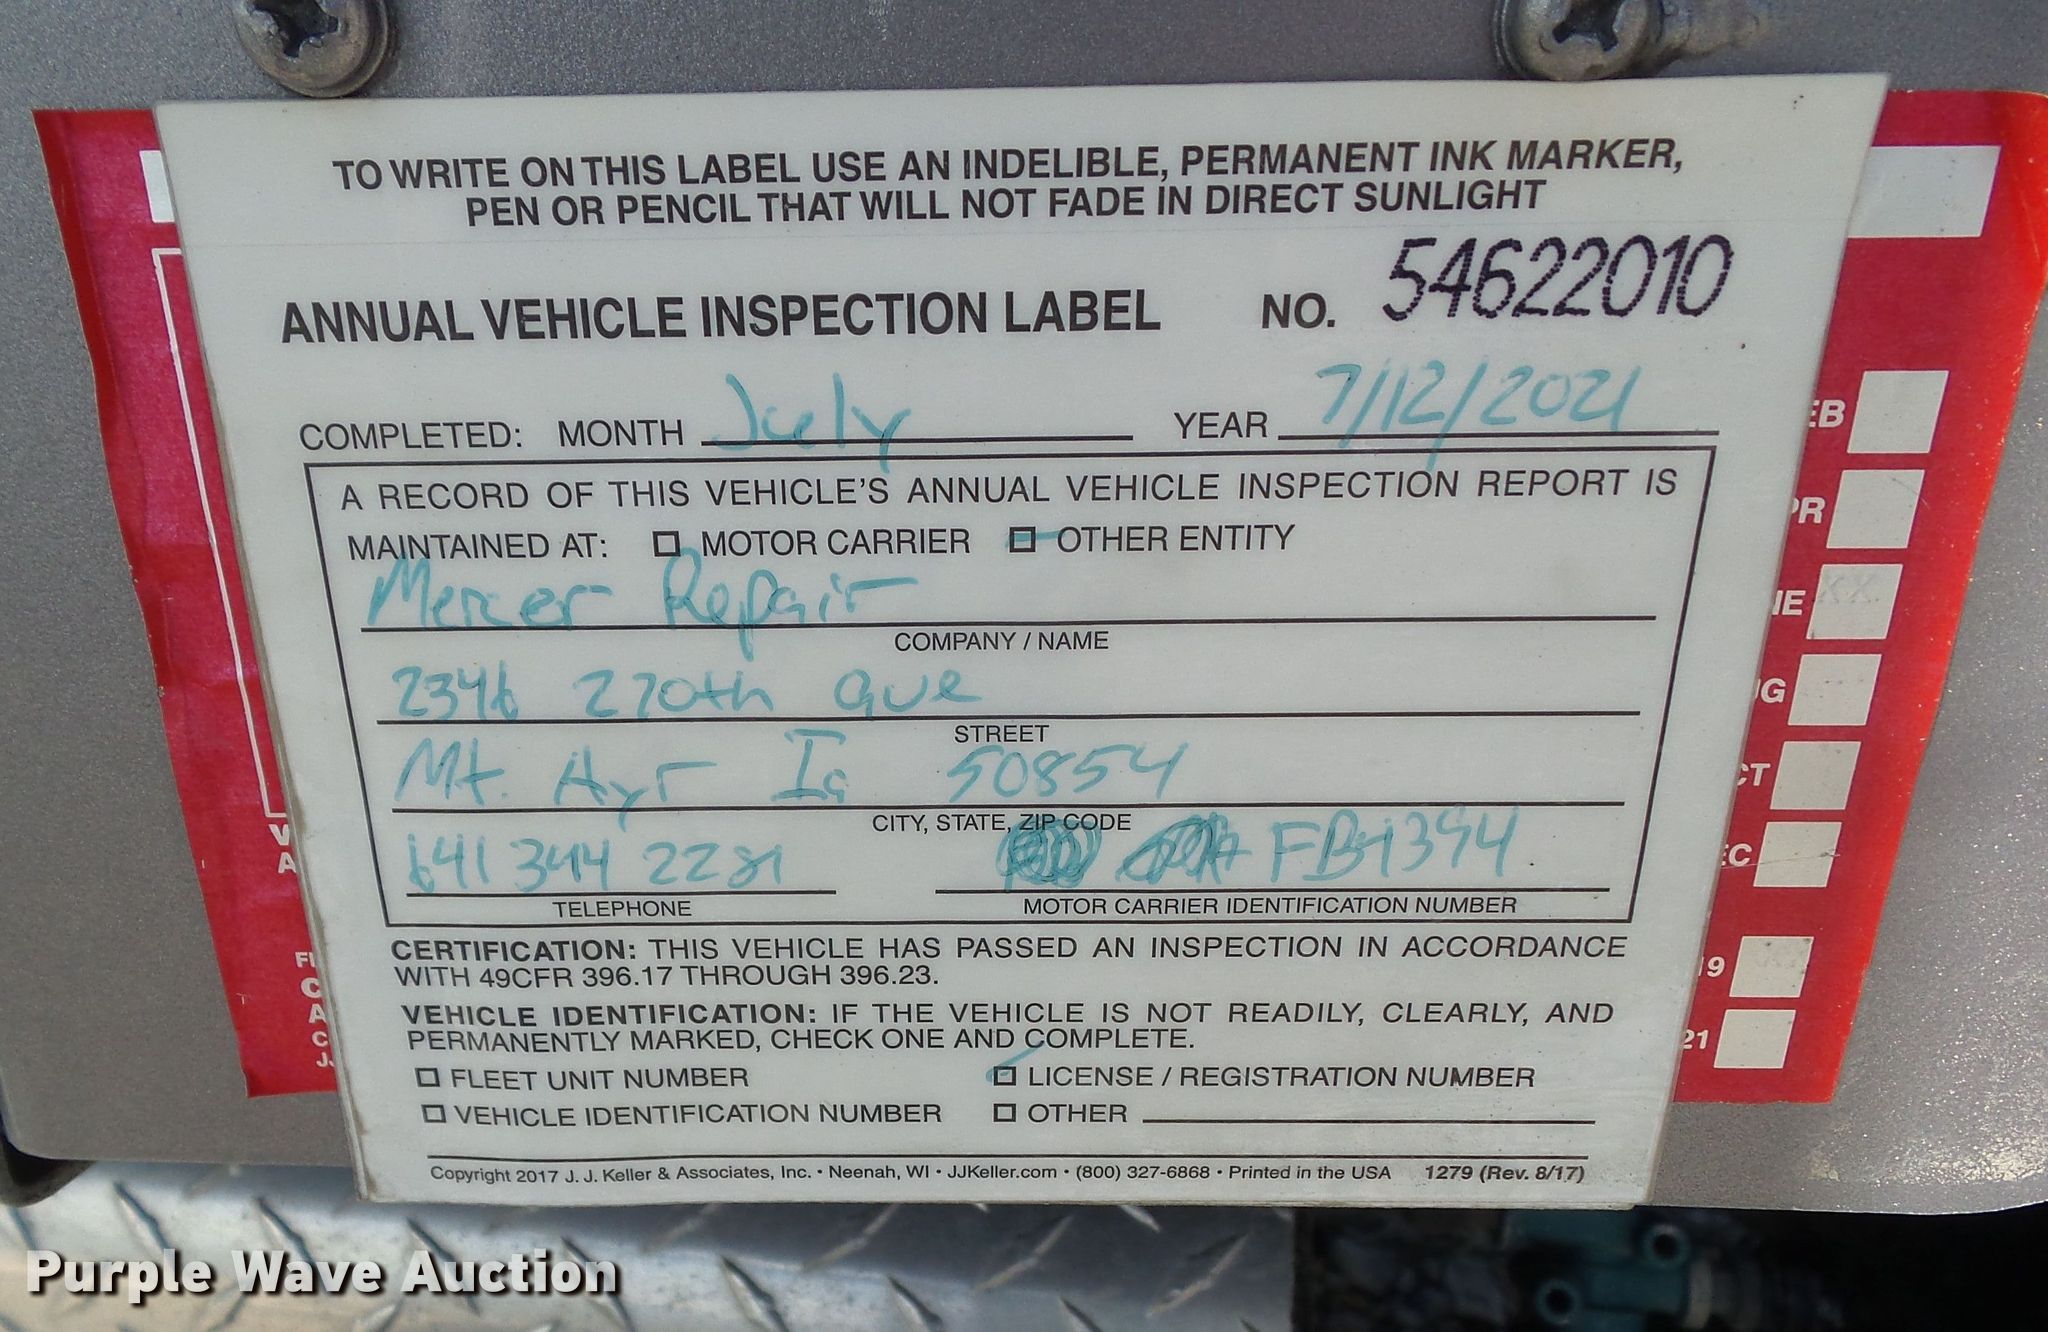 TO WRITE ON THIS LABEL USE AN INDELIBLE, PERMANENT INK MARKER,
PEN OR PENCIL THAT WILL NOT FADE IN DIRECT SUNLIGHT
ANNUAL VEHICLE INSPECTION LABEL NO. 54622010
COMPLETED: MONTH July YEAR 7/12/2021
A RECORD OF THIS VEHICLE'S ANNUAL VEHICLE INSPECTION REPORT IS
MAINTAINED AT: MOTOR CARRIER OTHER ENTITY
Mercer Repair
COMPANY / NAME
2346 270th ave
STREET
Mt. Ayr Ia 50854
CITY, STATE, ZIP CODE
641 344 2281
TELEPHONE
MOTOR CARRIER IDENTIFICATION NUMBER
CERTIFICATION: THIS VEHICLE HAS PASSED AN INSPECTION IN ACCORDANCE
WITH 49CFR 396.17 THROUGH 396.23.
VEHICLE IDENTIFICATION: IF THE VEHICLE IS NOT READILY, CLEARLY, AND
PERMANENTLY MARKED, CHECK ONE AND COMPLETE.
FLEET UNIT NUMBER LICENSE / REGISTRATION NUMBER
VEHICLE IDENTIFICATION NUMBER OTHER
Copyright 2017 J. J. Keller & Associates, Inc. • Neenah, WI • JJKeller.com • (800) 327-6868 • Printed in the USA 1279 (Rev. 8/17)
EB
PR
NE
G
CT
EC
19
21
Purple Wave Auction